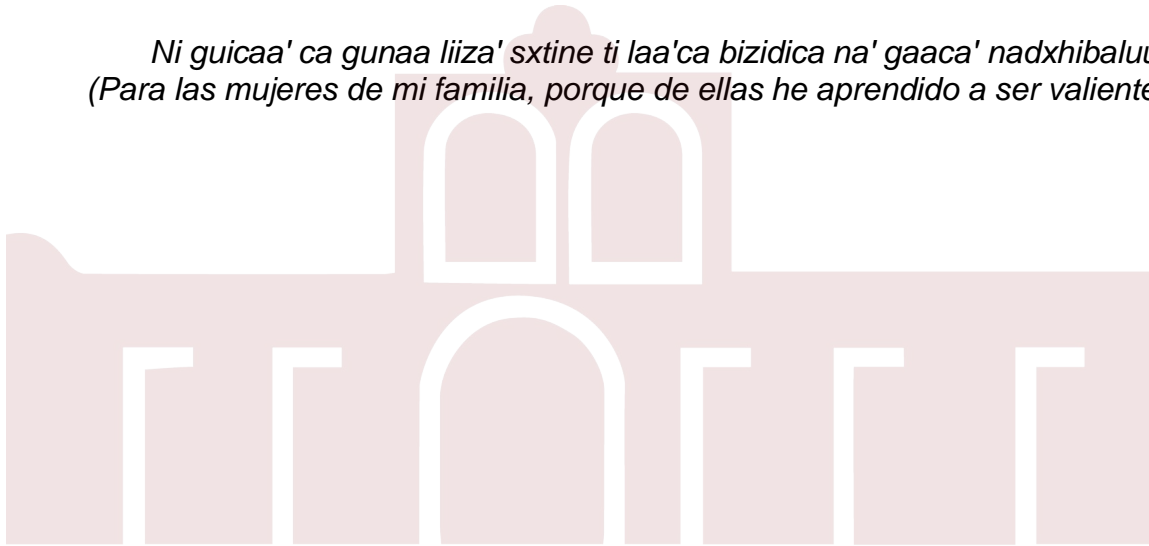 Ni guicaa' ca gunaa liiza' sxtine ti laa'ca bizidica na' gaaca'
(Para las mujeres de mi familia, porque de ellas he aprendido a ser